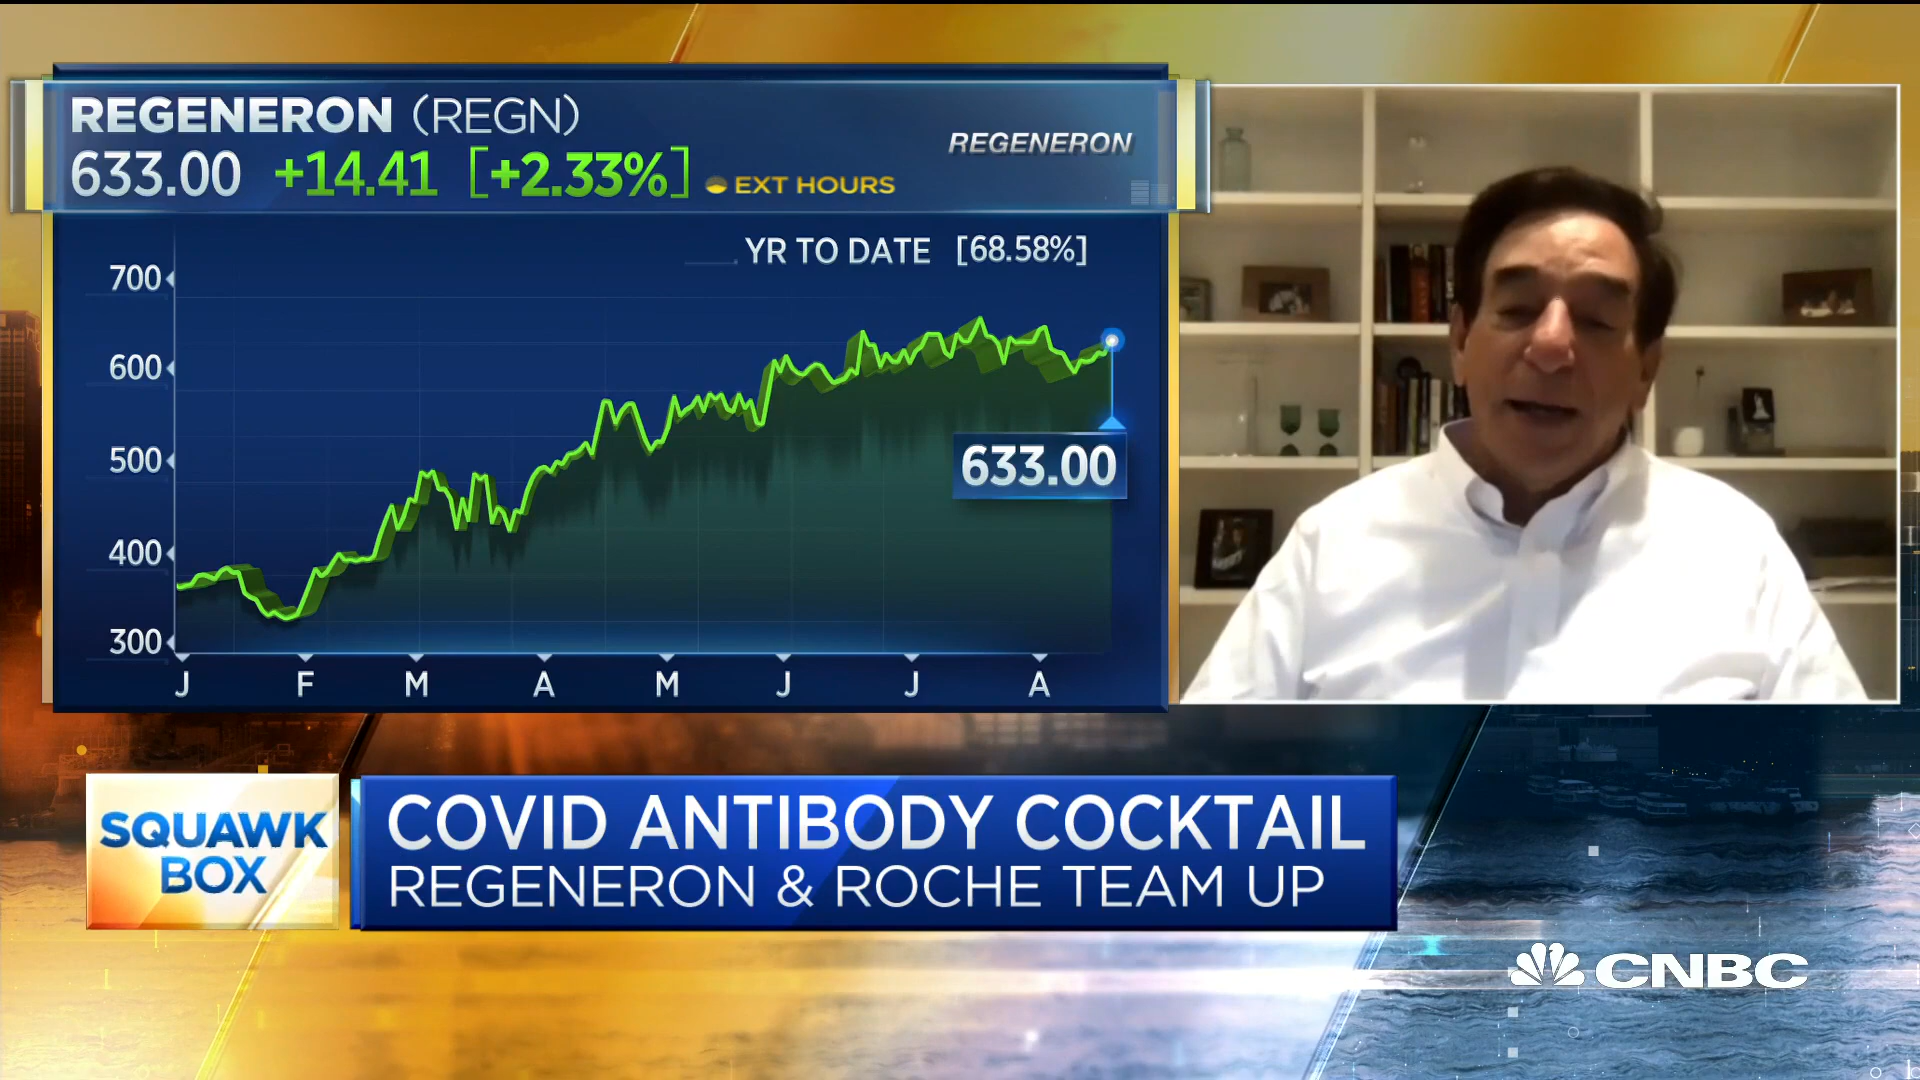 REGENERON (REGN)
633.00 +14.41 [+2.33%] EXT HOURS
REGENERON
YR TO DATE [68.58%]
700
600
500
400
300
633.00
J F M A M J J A
SQUAWK
BOX
COVID ANTIBODY COCKTAIL
REGENERON & ROCHE TEAM UP
CNBC